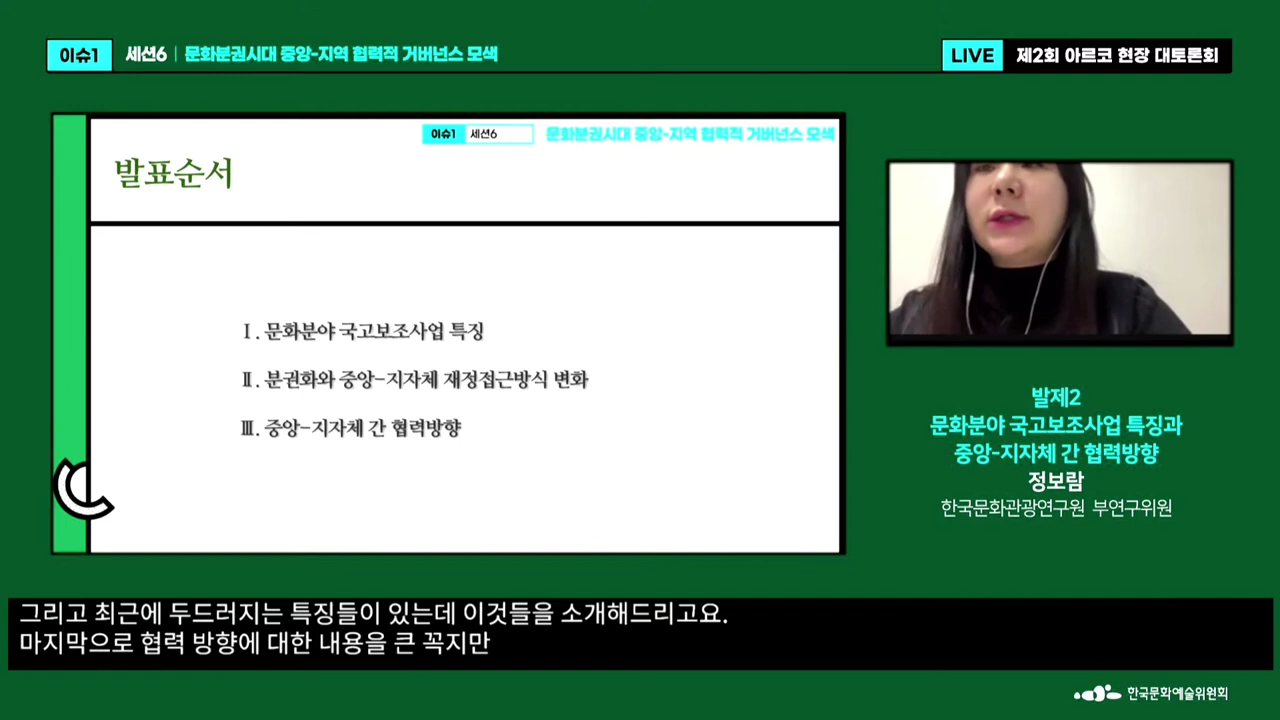 이슈1 세션6 | 문화분권시대 중앙-지역 협력적 거버넌스 모색
LIVE 제2회 아르코 현장 대토론회
이슈1 세션6 문화분권시대 중앙-지역 협력적 거버넌스 모색
발표순서
Ⅰ. 문화분야 국고보조사업 특징
Ⅱ. 분권화와 중앙-지자체 재정접근방식 변화
Ⅲ. 중앙-지자체 간 협력방향
발제2
문화분야 국고보조사업 특징과
중앙-지자체 간 협력방향
정보람
한국문화관광연구원 부연구위원
그리고 최근에 두드러지는 특징들이 있는데 이것들을 소개해드리고요.
마지막으로 협력 방향에 대한 내용을 큰 꼭지만
한국문화예술위원회